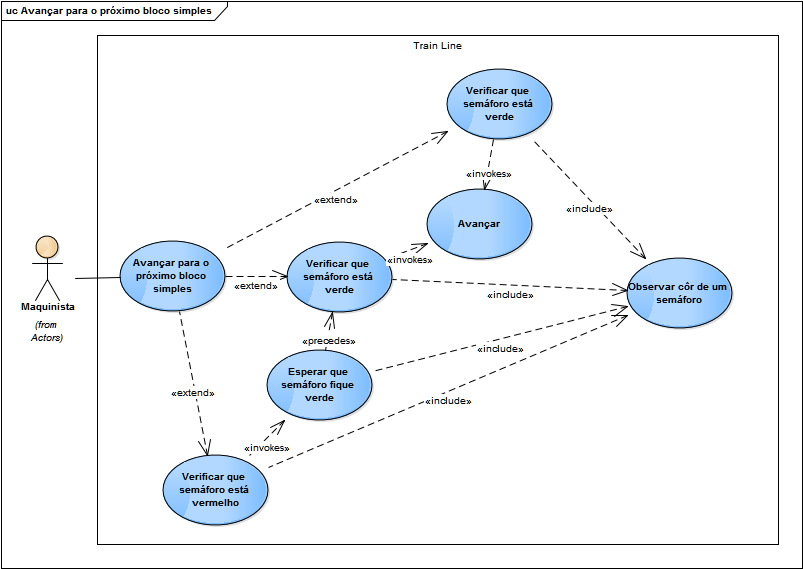 uc Avançar para o próximo bloco simples
Train Line
Verificar que
semáforo está
verde
«invokes»
«extend»
«include»
Avançar
Maquinista
(from
Actors)
Avançar para o
próximo bloco
simples
«extend»
Verificar que
semáforo está
verde
«invokes»
«include»
Observar côr de um
semáforo
«precedes»
«include»
Esperar que
semáforo fique
verde
«extend»
«include»
«invokes»
Verificar que
semáforo está
vermelho